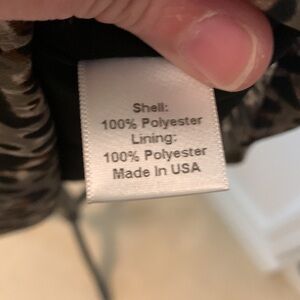 Shell:
100% Polyester
Lining:
100% Polyester
Made In USA